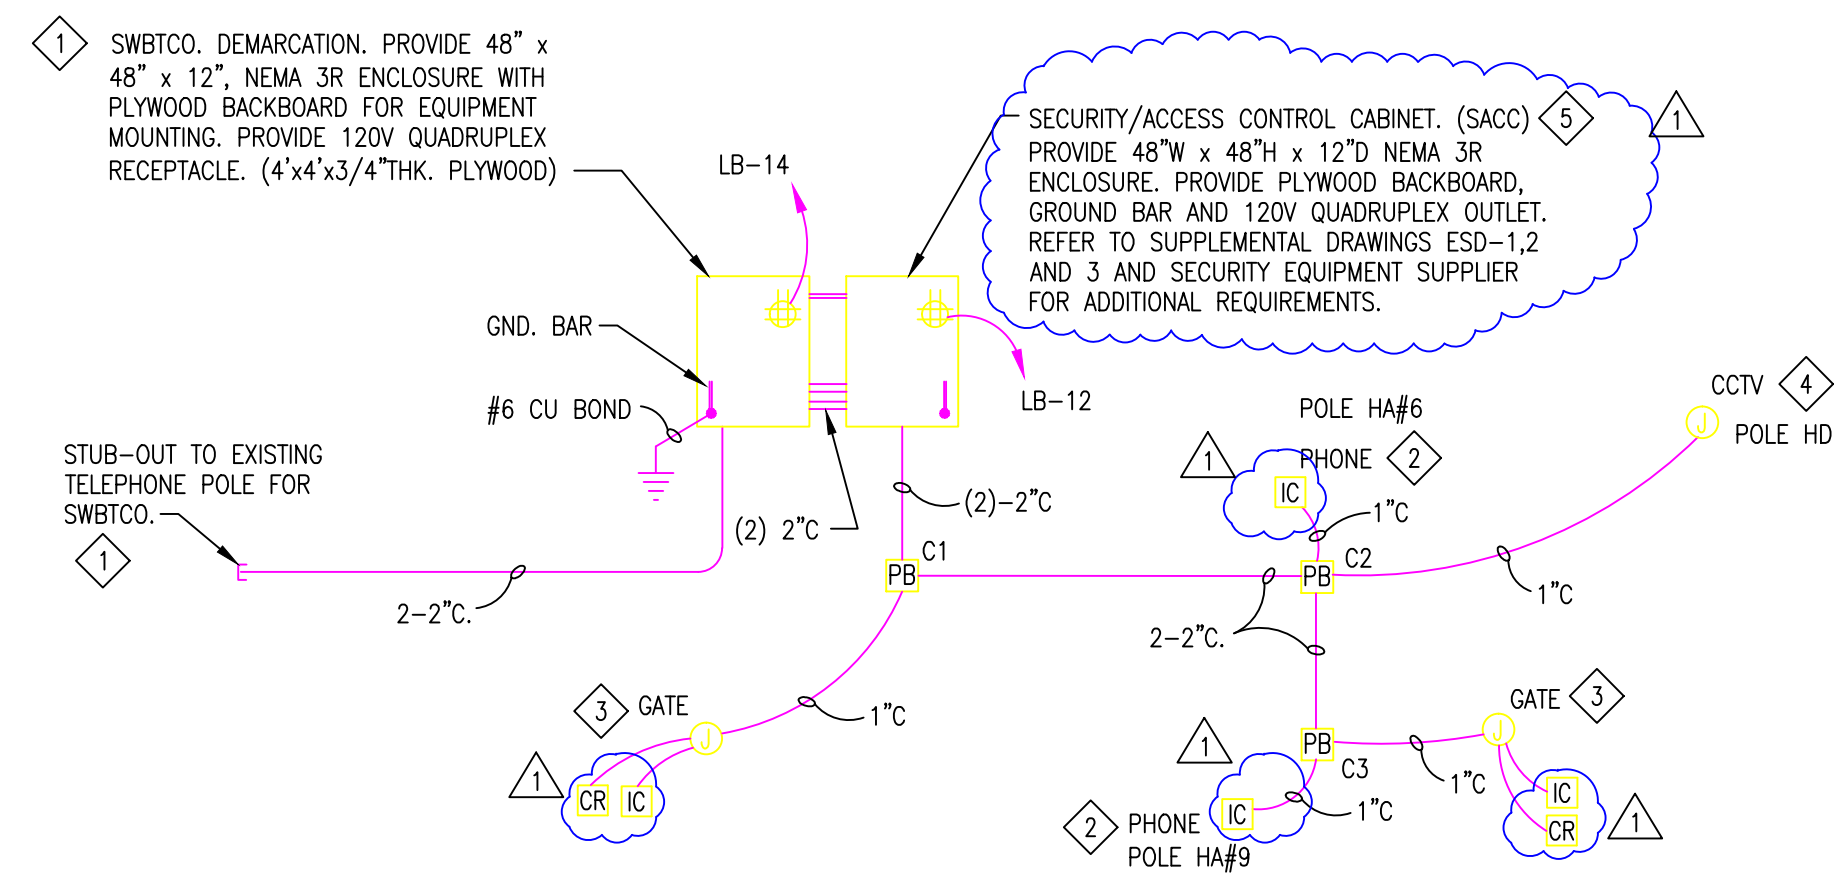 1
SWBTCO. DEMARCATION. PROVIDE 48" x
48" x 12", NEMA 3R ENCLOSURE WITH
PLYWOOD BACKBOARD FOR EQUIPMENT
MOUNTING. PROVIDE 120V QUADRUPLEX
RECEPTACLE. (4'x4'x3/4"THK. PLYWOOD)
LB-14
SECURITY/ACCESS CONTROL CABINET. (SACC)
5
1
PROVIDE 48"W x 48"H x 12"D NEMA 3R
ENCLOSURE. PROVIDE PLYWOOD BACKBOARD,
GROUND BAR AND 120V QUADRUPLEX OUTLET.
REFER TO SUPPLEMENTAL DRAWINGS ESD-1,2
AND 3 AND SECURITY EQUIPMENT SUPPLIER
FOR ADDITIONAL REQUIREMENTS.
GND. BAR
#6 CU BOND
LB-12
STUB-OUT TO EXISTING
TELEPHONE POLE FOR
SWBTCO.
1
2-2"C.
(2) 2"C
(2)-2"C
POLE HA#6
1
PHONE
2
IC
1"C
CCTV
4
J
POLE HD
C1
PB
C2
PB
1"C
2-2"C.
3
GATE
J
1"C
1
CR
IC
GATE
3
J
1
PB
C3
1"C
IC
1"C
2
PHONE
POLE HA#9
IC
CR
1